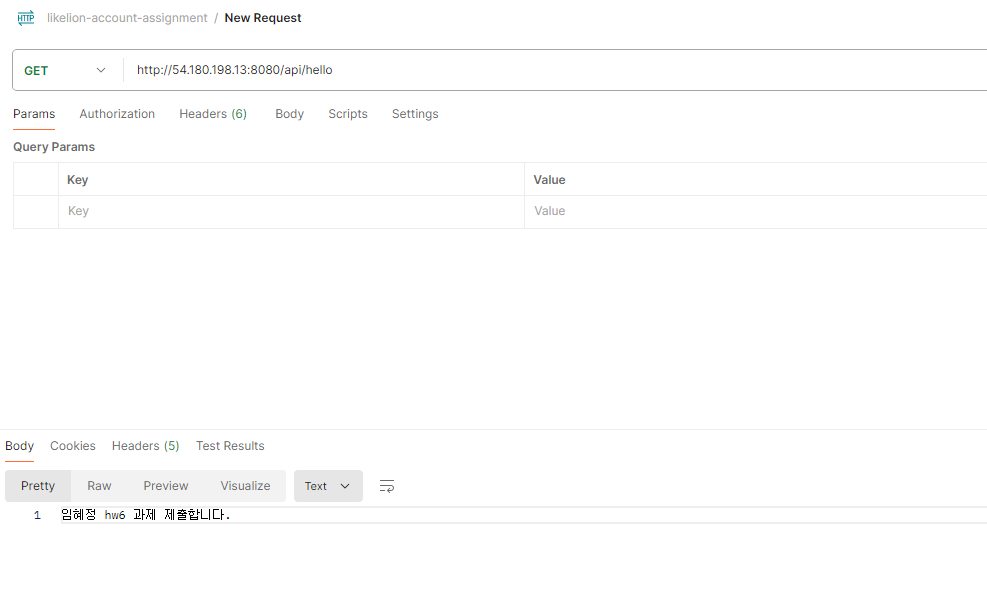 HTTP likelion-account-assignment / New Request
GET http://54.180.198.13:8080/api/hello
Params Authorization Headers (6) Body Scripts Settings
Query Params
Key Value
Key Value
Body Cookies Headers (5) Test Results
Pretty Raw Preview Visualize Text
1 임혜정 hw6 과제 제출합니다.